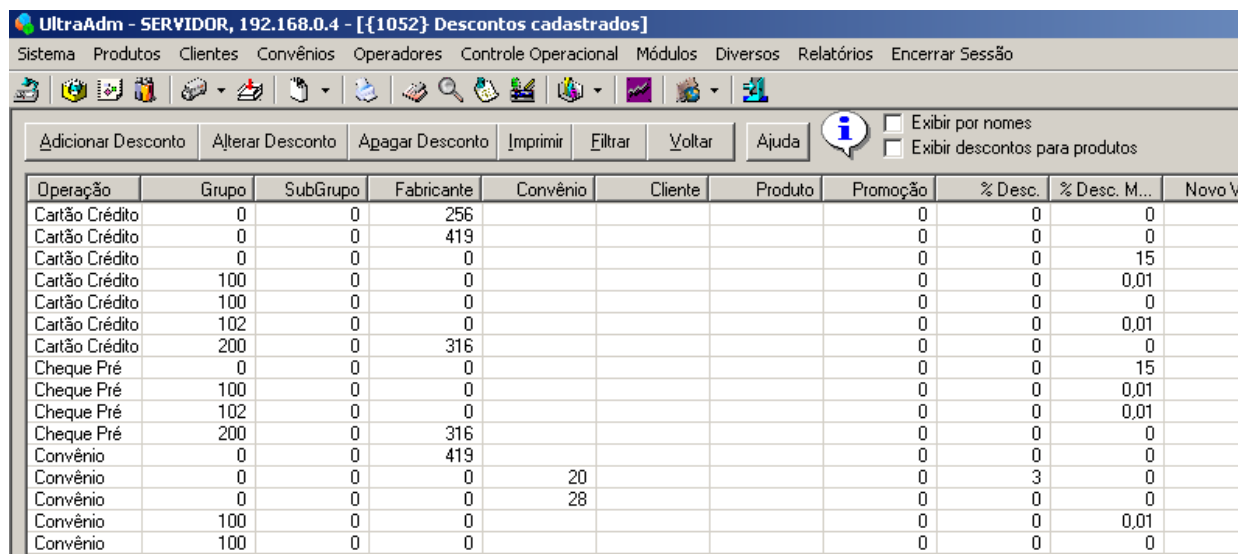 UltraAdm - SERVIDOR, 192.168.0.4 - [{1052} Descontos cadastrados]
Sistema Produtos Clientes Convênios Operadores Controle Operacional Módulos Diversos Relatórios Encerrar Sessão
Adicionar Desconto Alterar Desconto Apagar Desconto Imprimir Filtrar Voltar Ajuda Exibir por nomes
Exibir descontos para produtos
Operação Grupo SubGrupo Fabricante Convênio Cliente Produto Promoção % Desc. % Desc. M... Novo V
Cartão Crédito 0 0 256 0 0 0
Cartão Crédito 0 0 419 0 0 0
Cartão Crédito 0 0 0 0 0 15
Cartão Crédito 100 0 0 0 0 0,01
Cartão Crédito 100 0 0 0 0 0
Cartão Crédito 102 0 0 0 0 0,01
Cartão Crédito 200 0 316 0 0 0
Cheque Pré 0 0 0 0 0 15
Cheque Pré 100 0 0 0 0 0,01
Cheque Pré 102 0 0 0 0 0,01
Cheque Pré 200 0 316 0 0 0
Convênio 0 0 419 0 0 0
Convênio 0 0 0 20 0 3 0
Convênio 0 0 0 28 0 0 0
Convênio 100 0 0 0 0 0,01
Convênio 100 0 0 0 0 0